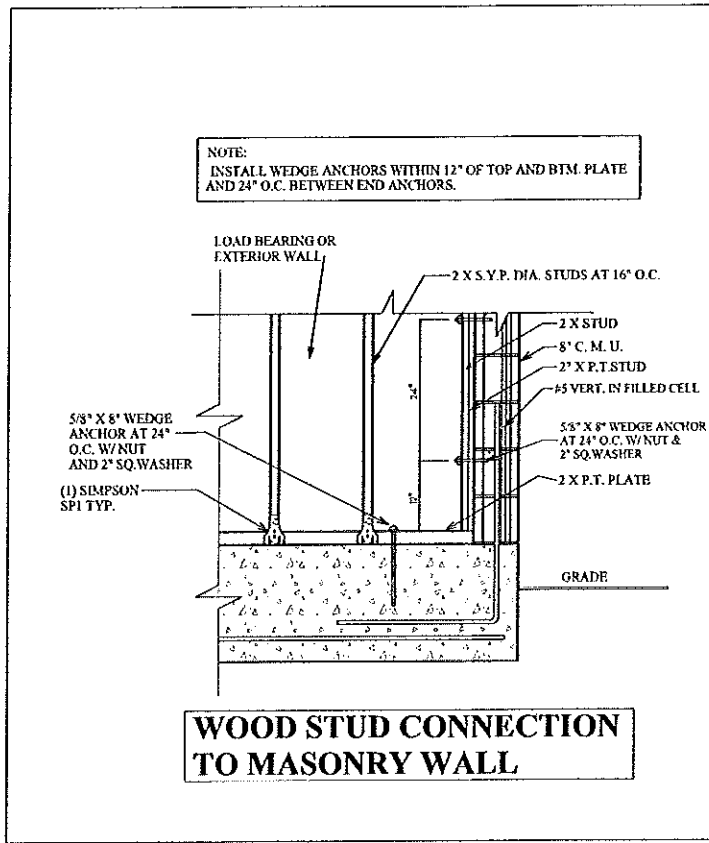 NOTE:
INSTALL WEDGE ANCHORS WITHIN 12" OF TOP AND BTM. PLATE
AND 24" O.C. BETWEEN END ANCHORS.
LOAD BEARING OR
EXTERIOR WALL
2 X S.Y.P. DIA. STUDS AT 16" O.C.
2 X STUD
8" C. M. U.
2" X P.T. STUD
#5 VERT. IN FILLED CELL
24"
5/8" X 8" WEDGE
ANCHOR AT 24"
O.C. W/ NUT
AND 2" SQ.WASHER
5/8" X 8" WEDGE ANCHOR
AT 24" O.C. W/ NUT &
2" SQ.WASHER
12"
(1) SIMPSON
SP1 TYP.
2 X P.T. PLATE
GRADE
WOOD STUD CONNECTION
TO MASONRY WALL